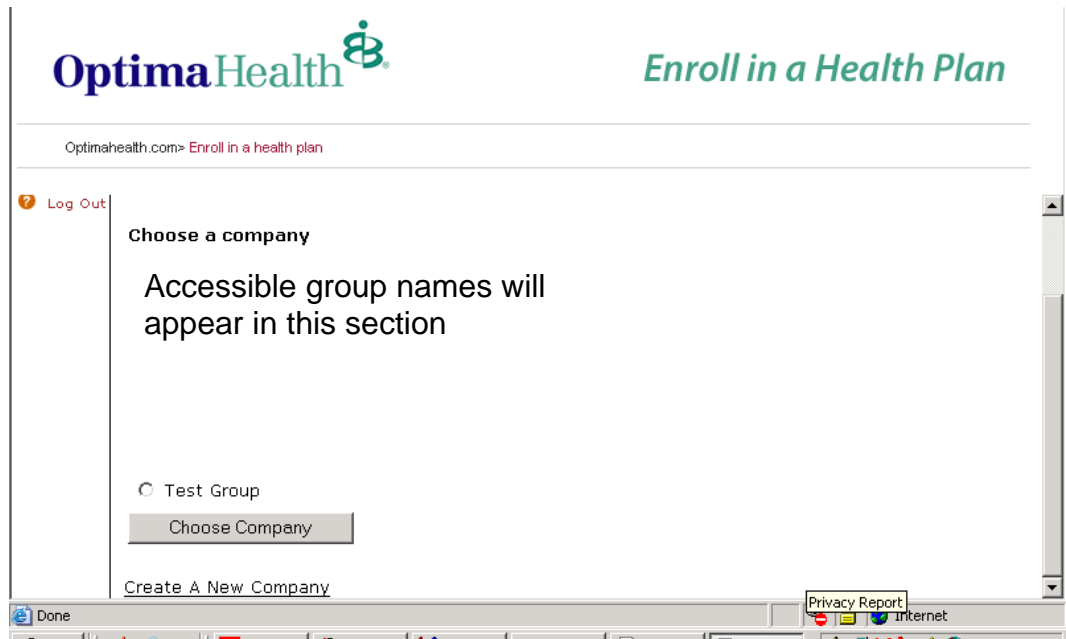 OptimaHealth®
Enroll in a Health Plan
Optimahealth.com> Enroll in a health plan
? Log Out
Choose a company
Accessible group names will
appear in this section
Test Group
Choose Company
Create A New Company
Privacy Report
Done
Internet